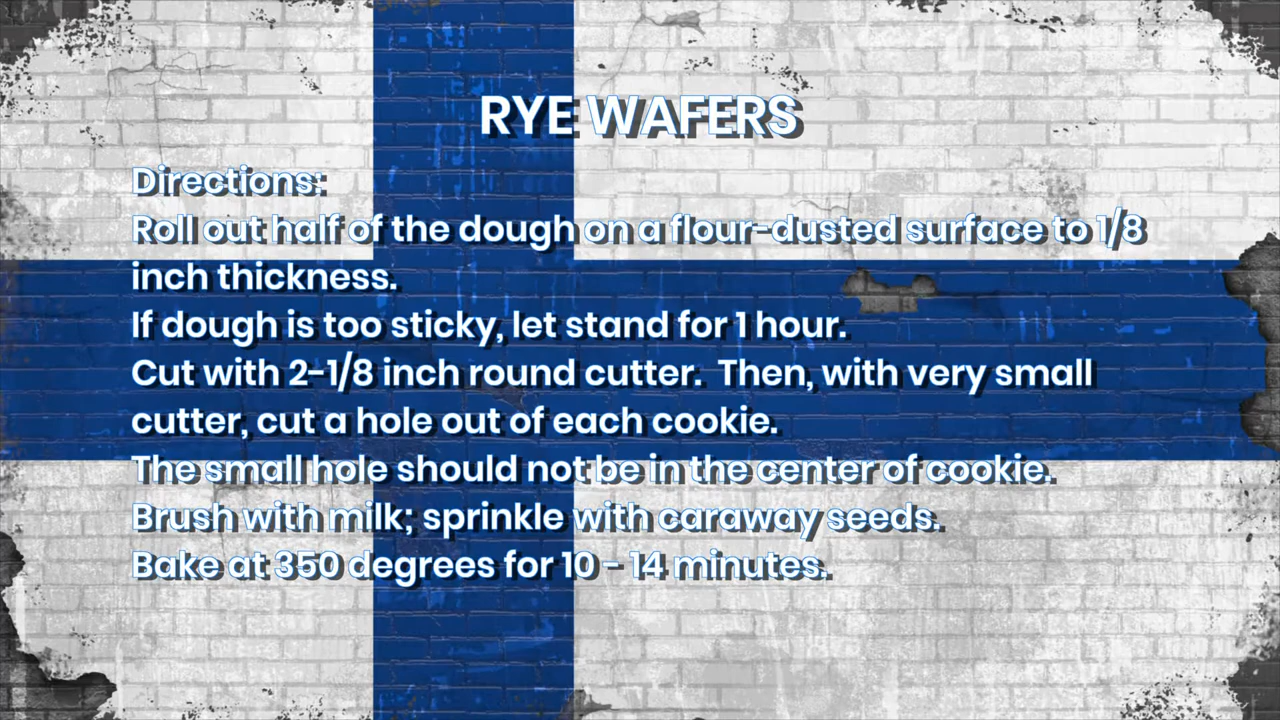 RYE WAFERS
Directions:
Roll out half of the dough on a flour-dusted surface to 1/8
inch thickness.
If dough is too sticky, let stand for 1 hour.
Cut with 2-1/8 inch round cutter.  Then, with very small
cutter, cut a hole out of each cookie.
The small hole should not be in the center of cookie.
Brush with milk; sprinkle with caraway seeds.
Bake at 350 degrees for 10 - 14 minutes.